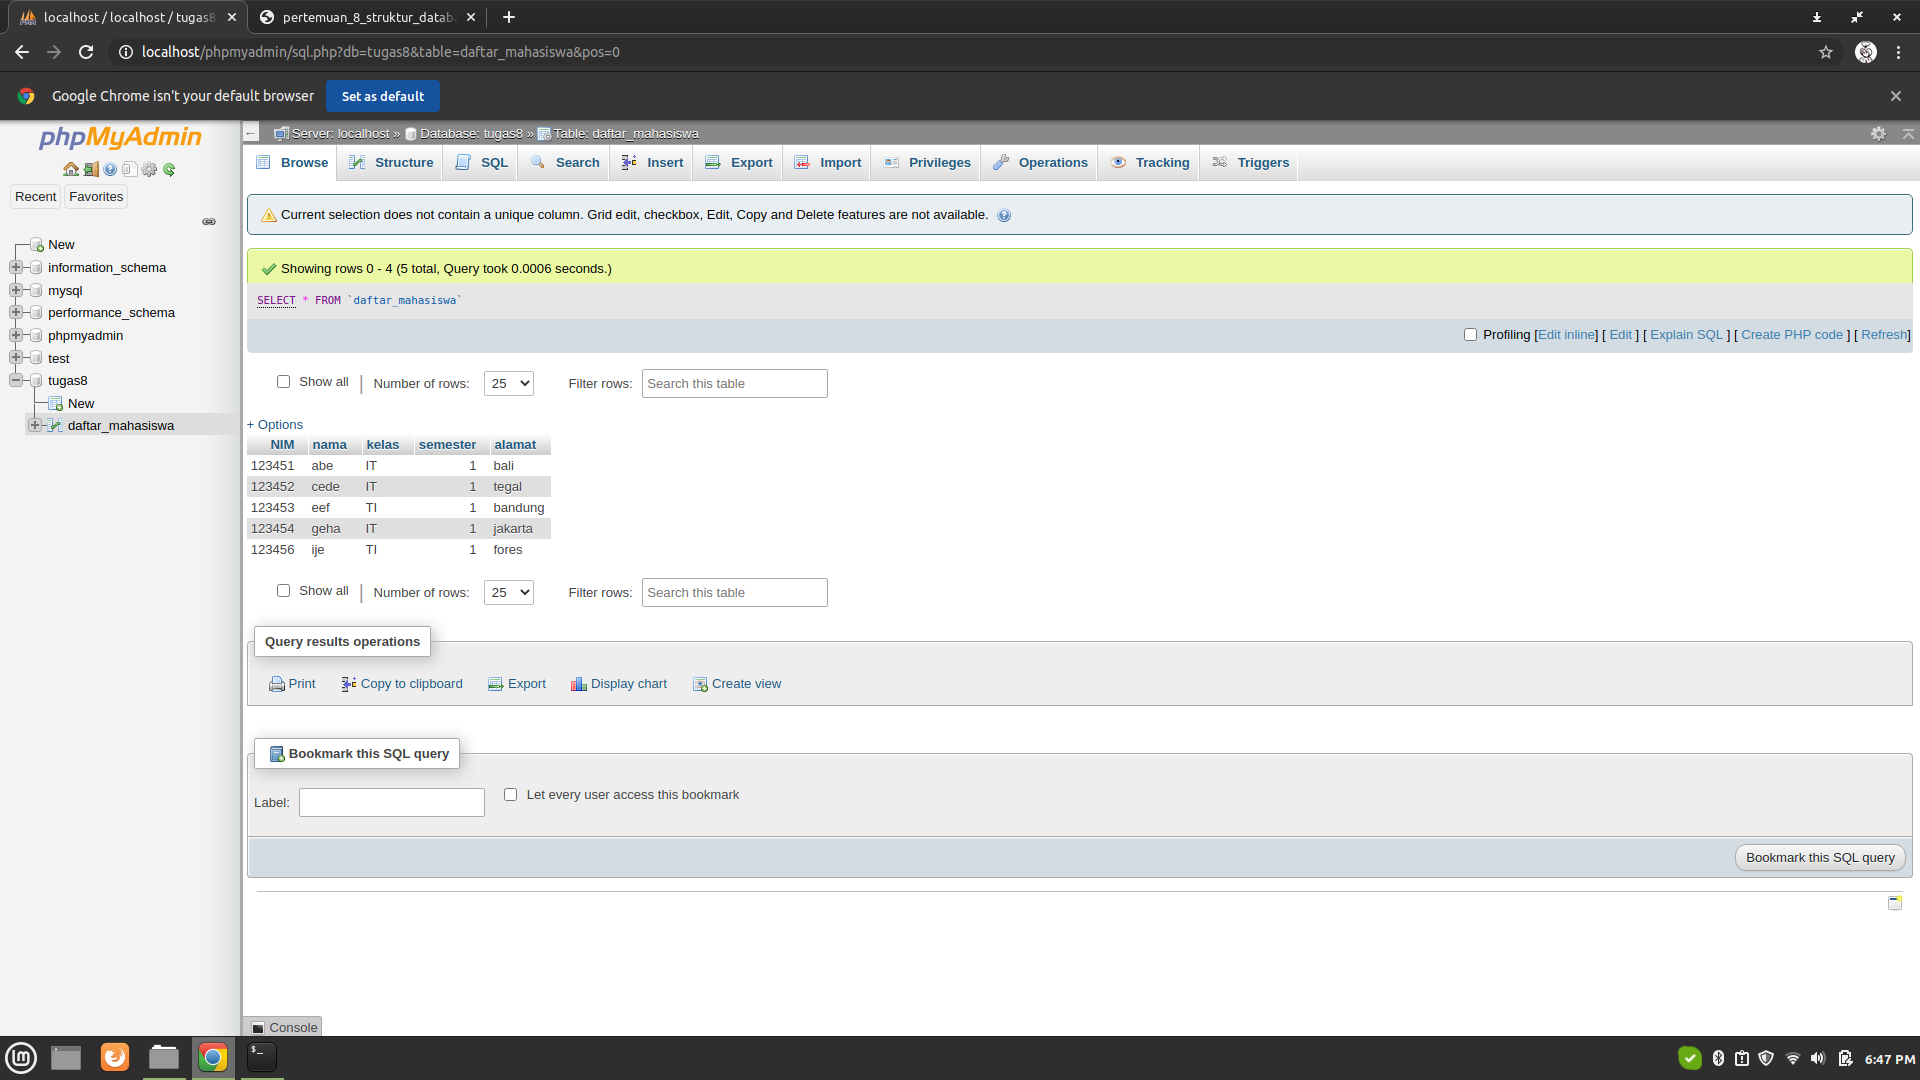 localhost / localhost / tugas8
pertemuan_8_struktur_datab
localhost/phpmyadmin/sql.php?db=tugas8&table=daftar_mahasiswa&pos=0
Google Chrome isn't your default browser
Set as default
phpMyAdmin
Recent
Favorites
New
information_schema
mysql
performance_schema
phpmyadmin
test
tugas8
New
daftar_mahasiswa
Server: localhost » Database: tugas8 » Table: daftar_mahasiswa
Browse Structure SQL Search Insert Export Import Privileges Operations Tracking Triggers
Current selection does not contain a unique column. Grid edit, checkbox, Edit, Copy and Delete features are not available.
Showing rows 0 - 4 (5 total, Query took 0.0006 seconds.)
SELECT * FROM `daftar_mahasiswa`
Profiling [Edit inline] [ Edit ] [ Explain SQL ] [ Create PHP code ] [ Refresh]
Show all | Number of rows: 25 Filter rows: Search this table
+ Options
NIM nama kelas semester alamat
123451 abe IT 1 bali
123452 cede IT 1 tegal
123453 eef TI 1 bandung
123454 geha IT 1 jakarta
123456 ije TI 1 fores
Show all | Number of rows: 25 Filter rows: Search this table
Query results operations
Print Copy to clipboard Export Display chart Create view
Bookmark this SQL query
Label: Let every user access this bookmark
Bookmark this SQL query
Console
6:47 PM